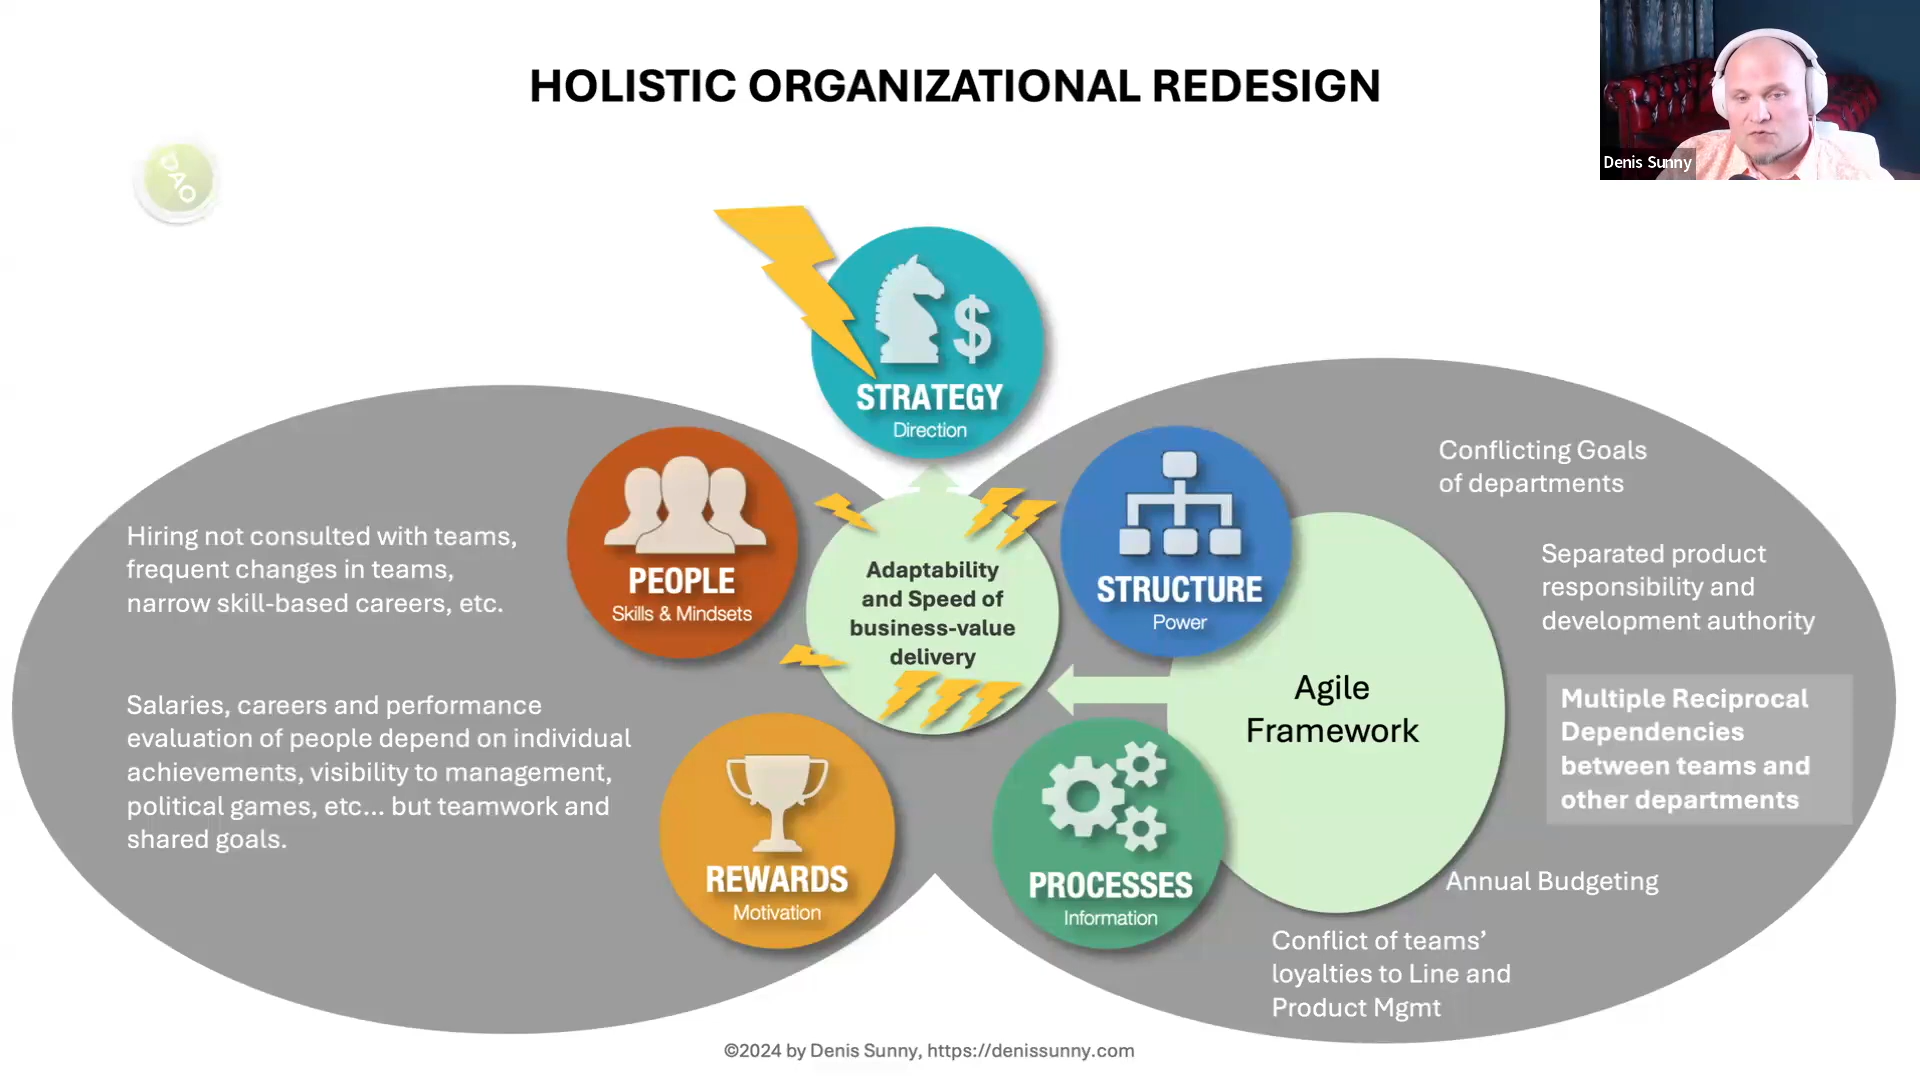 HOLISTIC ORGANIZATIONAL REDESIGN
Denis Sunny
DAO
STRATEGY
Direction
PEOPLE
Skills & Mindsets
Adaptability
and Speed of
business-value
delivery
STRUCTURE
Power
Agile
Framework
REWARDS
Motivation
PROCESSES
Information
Hiring not consulted with teams,
frequent changes in teams,
narrow skill-based careers, etc.
Salaries, careers and performance
evaluation of people depend on individual
achievements, visibility to management,
political games, etc... but teamwork and
shared goals.
Conflicting Goals
of departments
Separated product
responsibility and
development authority
Multiple Reciprocal
Dependencies
between teams and
other departments
Annual Budgeting
Conflict of teams’
loyalties to Line and
Product Mgmt
©2024 by Denis Sunny, https://denissunny.com